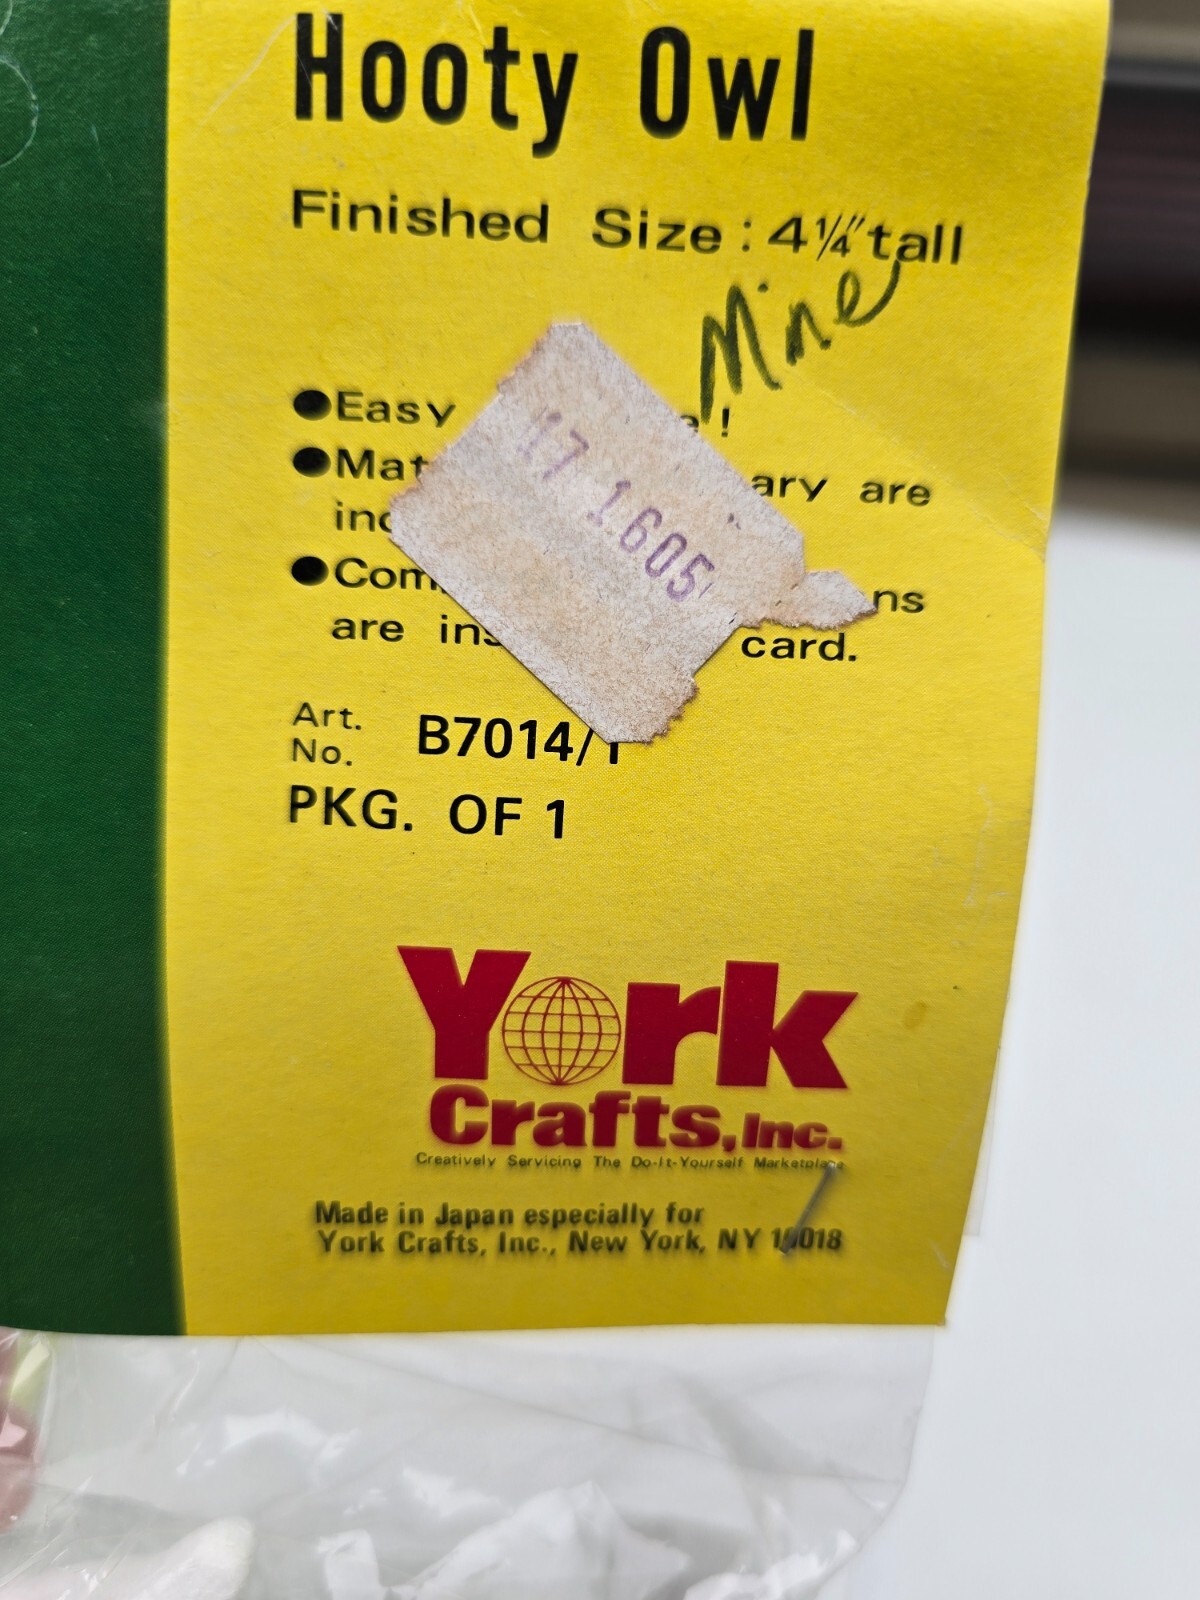 Hooty Owl
Finished Size: 4¼" tall
Mine
●Easy !
●Mat ary are
inc
●Com ns
are ins card.
17 1.605
Art.
No. B7014/1
PKG. OF 1
York
Crafts, Inc.
Creatively Servicing The Do-It-Yourself Marketplace
Made in Japan especially for
York Crafts, Inc., New York, NY 10018